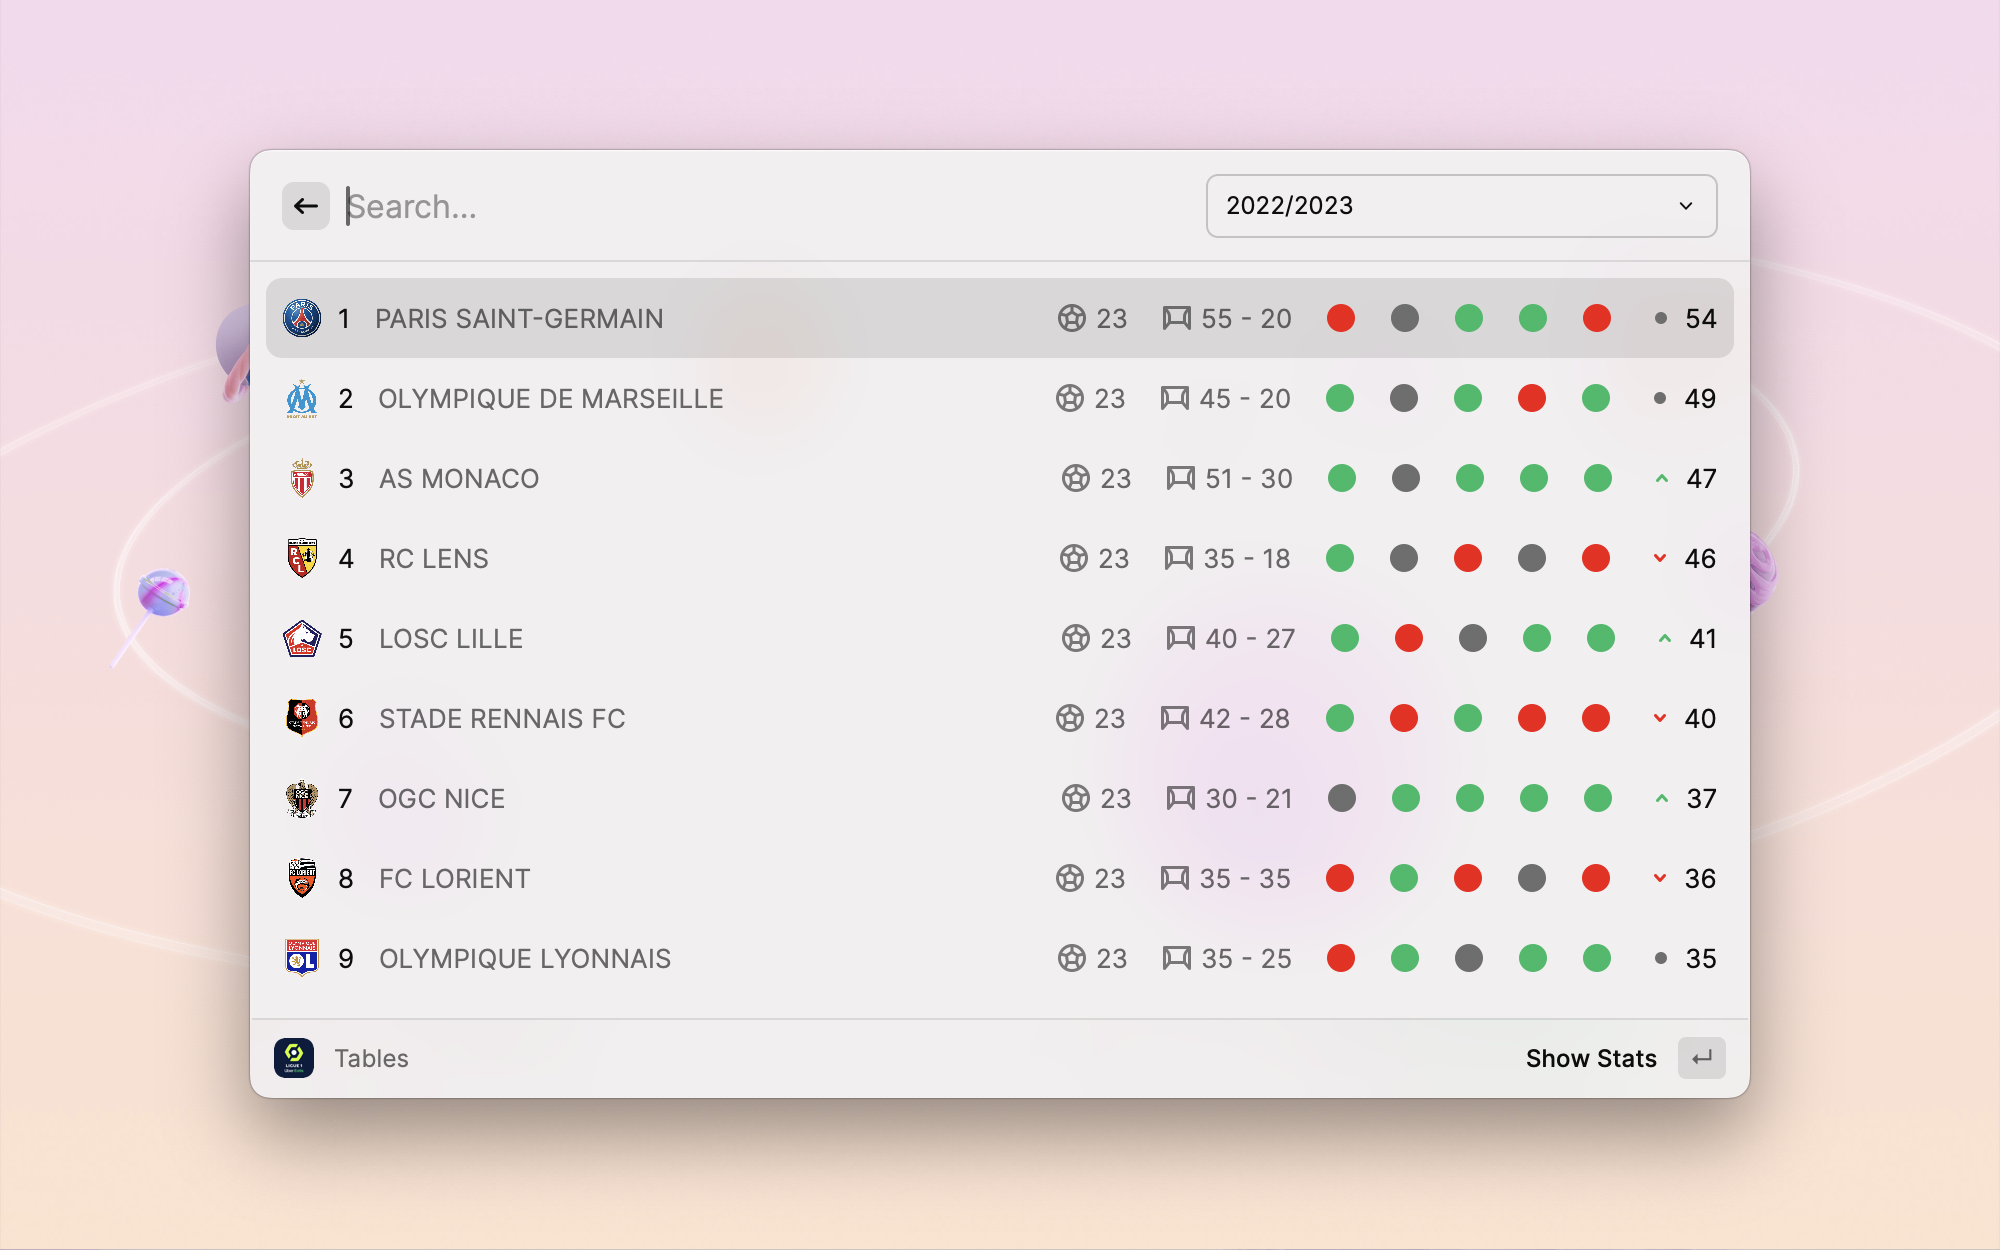 Search...
2022/2023
1 PARIS SAINT-GERMAIN 23 55 - 20 54
2 OLYMPIQUE DE MARSEILLE 23 45 - 20 49
3 AS MONACO 23 51 - 30 47
4 RC LENS 23 35 - 18 46
5 LOSC LILLE 23 40 - 27 41
6 STADE RENNAIS FC 23 42 - 28 40
7 OGC NICE 23 30 - 21 37
8 FC LORIENT 23 35 - 35 36
9 OLYMPIQUE LYONNAIS 23 35 - 25 35
Tables
Show Stats